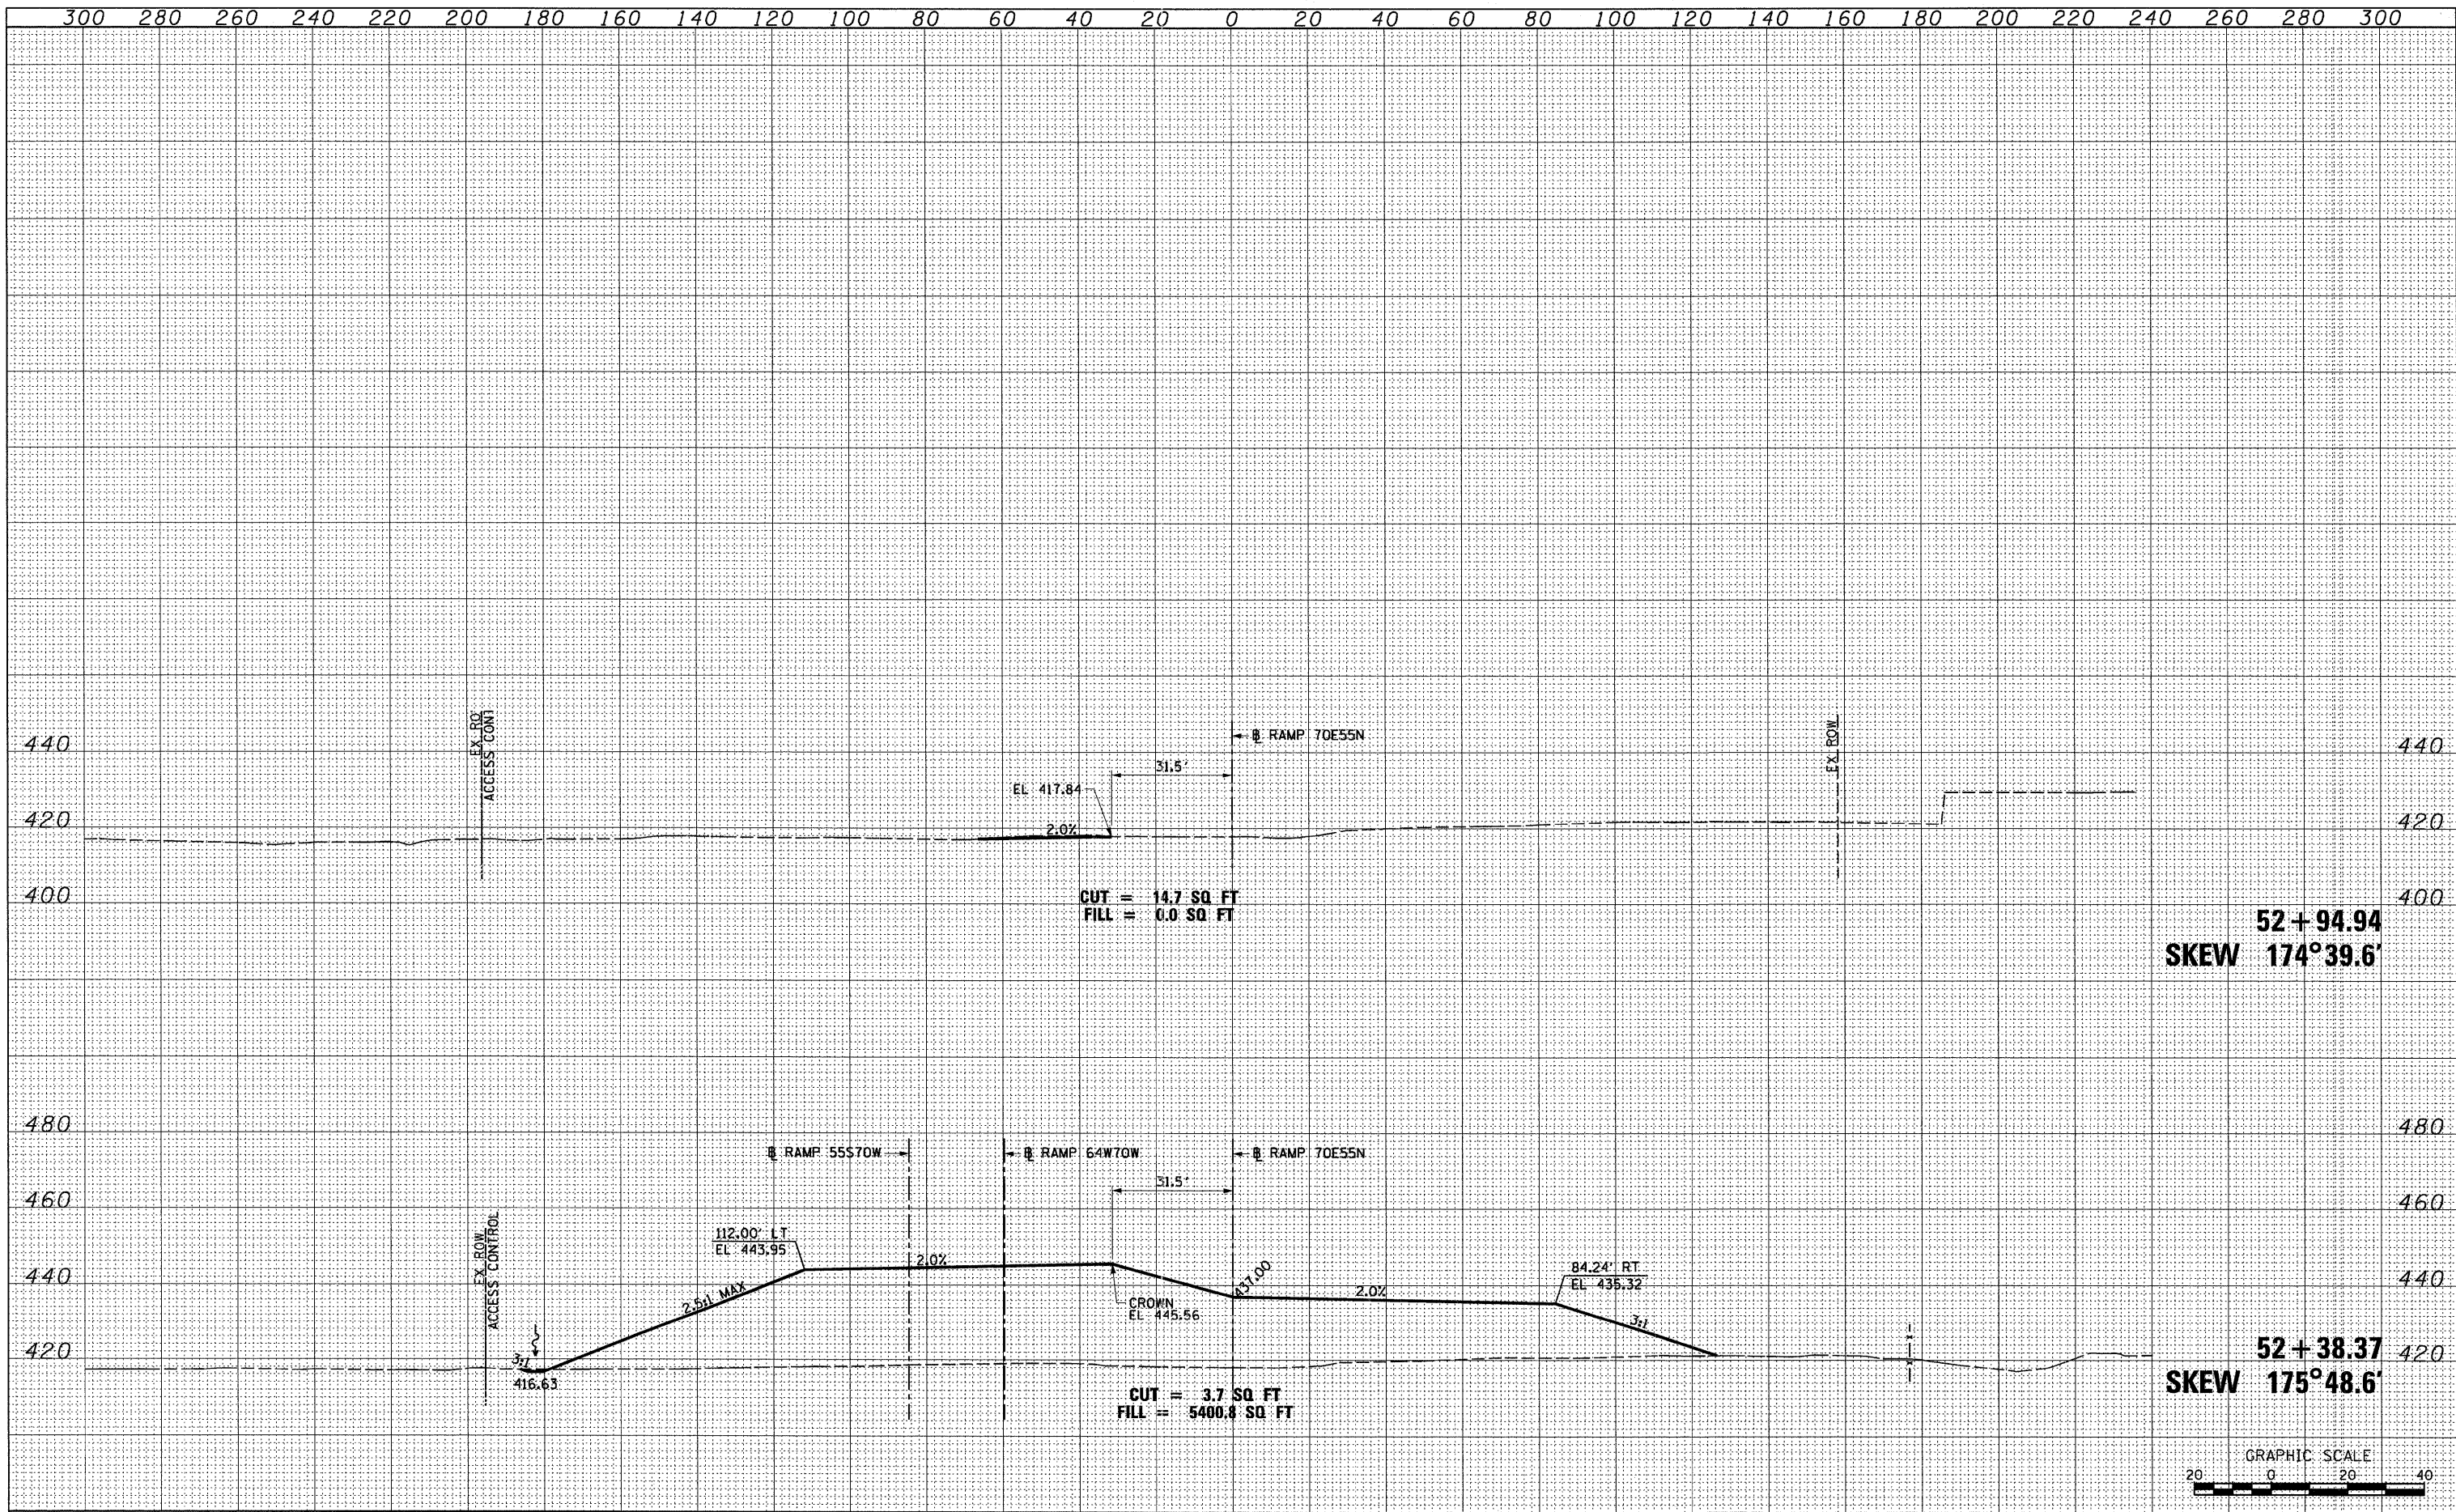 300 280 260 240 220 200 180 160 140 120 100 80 60 40 20 0 20 40 60 80 100 120 140 160 180 200 220 240 260 280 300
EX RO
ACCESS CONT
℄ RAMP 70E55N
EX ROW
440
440
31.5'
EL 417.84
420
2.0%
420
400
400
CUT = 14.7 SQ FT
FILL = 0.0 SQ FT
52+94.94
SKEW 174°39.6'
480
480
℄ RAMP 55S70W
℄ RAMP 64W70W
℄ RAMP 70E55N
460
460
31.5'
EX ROW
ACCESS CONTROL
112.00' LT
EL 443.95
2.0%
440
440
437.00
84.24' RT
EL 435.32
2.5:1 MAX
CROWN
EL 445.56
2.0%
3:1
420
420
3:1
416.63
52+38.37
SKEW 175°48.6'
CUT = 3.7 SQ FT
FILL = 5400.8 SQ FT
GRAPHIC SCALE
20 0 20 40